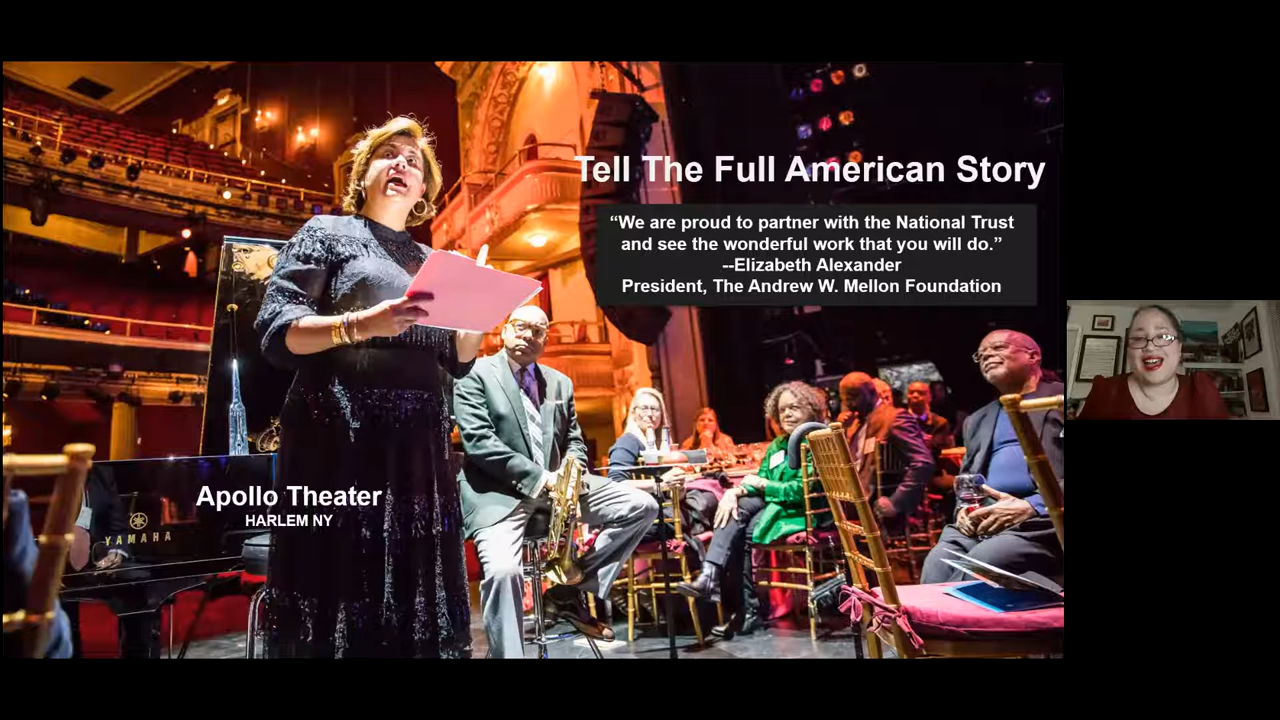 Tell The Full American Story
“We are proud to partner with the National Trust
and see the wonderful work that you will do.”
--Elizabeth Alexander
President, The Andrew W. Mellon Foundation
Apollo Theater
HARLEM NY
YAMAHA